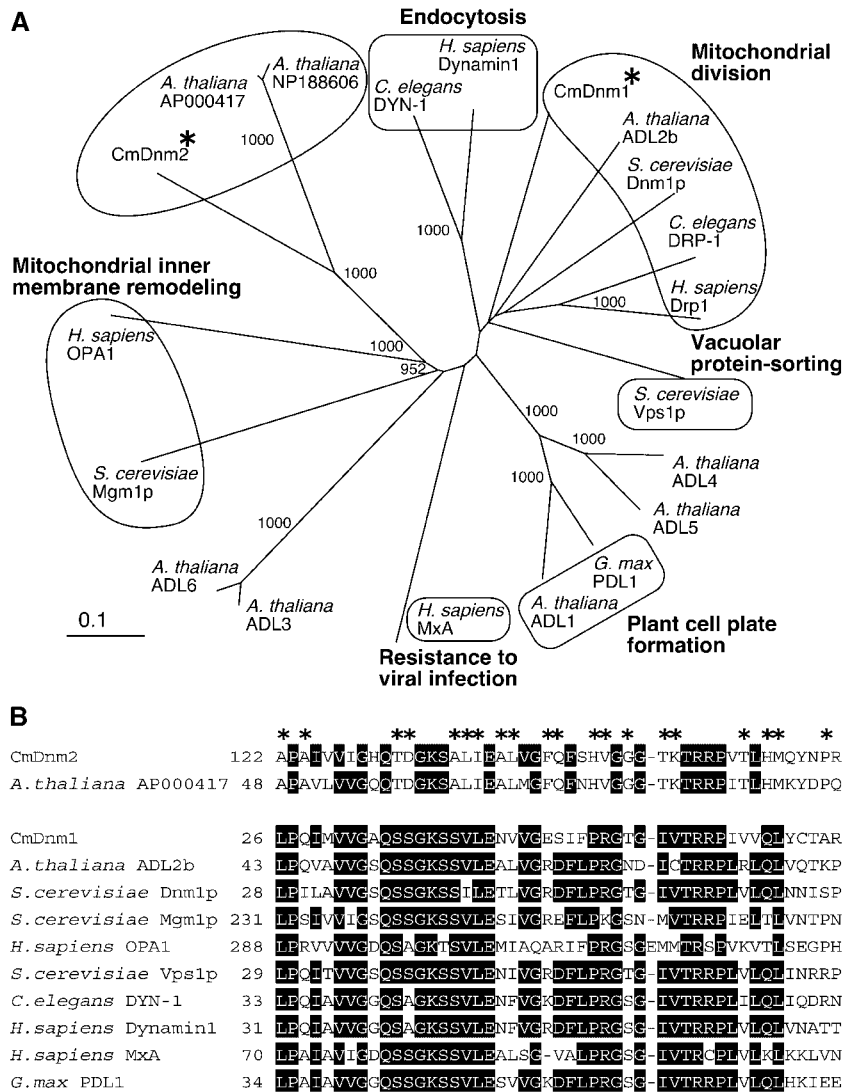 A
Endocytosis
H. sapiens
Dynamin1
C. elegans
DYN-1
Mitochondrial
division
CmDnm1*
A. thaliana
ADL2b
S. cerevisiae
Dnm1p
C. elegans
DRP-1
H. sapiens
Drp1
1000
A. thaliana
NP188606
A. thaliana
AP000417
CmDnm2*
1000
1000
1000
Mitochondrial inner
membrane remodeling
H. sapiens
OPA1
1000
952
S. cerevisiae
Mgm1p
Vacuolar
protein-sorting
S. cerevisiae
Vps1p
1000
1000
1000
A. thaliana
ADL4
A. thaliana
ADL5
G. max
PDL1
A. thaliana
ADL1
Plant cell plate
formation
1000
A. thaliana
ADL6
A. thaliana
ADL3
H. sapiens
MxA
Resistance to
viral infection
0.1
B
* * ** *** ** ** ** * ** * ** *
CmDnm2 122 APAIVVIGHQTDGKSALIEALVGFQFSHVGGG-TKTRRPVTLHMQYNPR
A.thaliana AP000417 48 APAVLVVGQQTDGKSALVEALMGFQFNHVGGG-TKTRRPITLHMKYDPQ
CmDnm1 26 LPQIMVVGAQSSGKSSVLENVVGESIFPRGTG-IVTRRPIVVQLYCTAR
A.thaliana ADL2b 43 LPQVAVVGSQSSGKSSVLEALVGRDFLPRGND-ICTRRPLRLQLVQTKP
S.cerevisiae Dnm1p 28 LPILAVVGSQSSGKSSILETLVGRDFLPRGTG-IVTRRPLVLQLNNISP
S.cerevisiae Mgm1p 231 LPSIVVIGSQSSGKSSVLESIVGREFLPKGSN-MVTRRPIELTLVNTPN
H.sapiens OPA1 288 LPRVVVVGDQSAGKTSVLEMIAQARIFPRGSGEMMTRSPVKVTLSEGPH
S.cerevisiae Vps1p 29 LPQITVVGSQSSGKSSVLENIVGRDFLPRGTG-IVTRRPLVLQLINRRP
C.elegans DYN-1 33 LPQIAVVGGQSAGKSSVLENFVGKDFLPRGSG-IVTRRPLILQLIQDRN
H.sapiens Dynamin1 31 LPQIAVVGGQSAGKSSVLENFVGRDFLPRGSG-IVTRRPLVLQLVNATT
H.sapiens MxA 70 LPAIAVIGDQSSGKSSVLEALSG-VALPRGSG-IVTRCPLVLKLKKLVN
G.max PDL1 34 LPAIAVVGGQSSGKSSVLESVVGKDFLPRGSG-IVTRRPLVLQLHKIEE